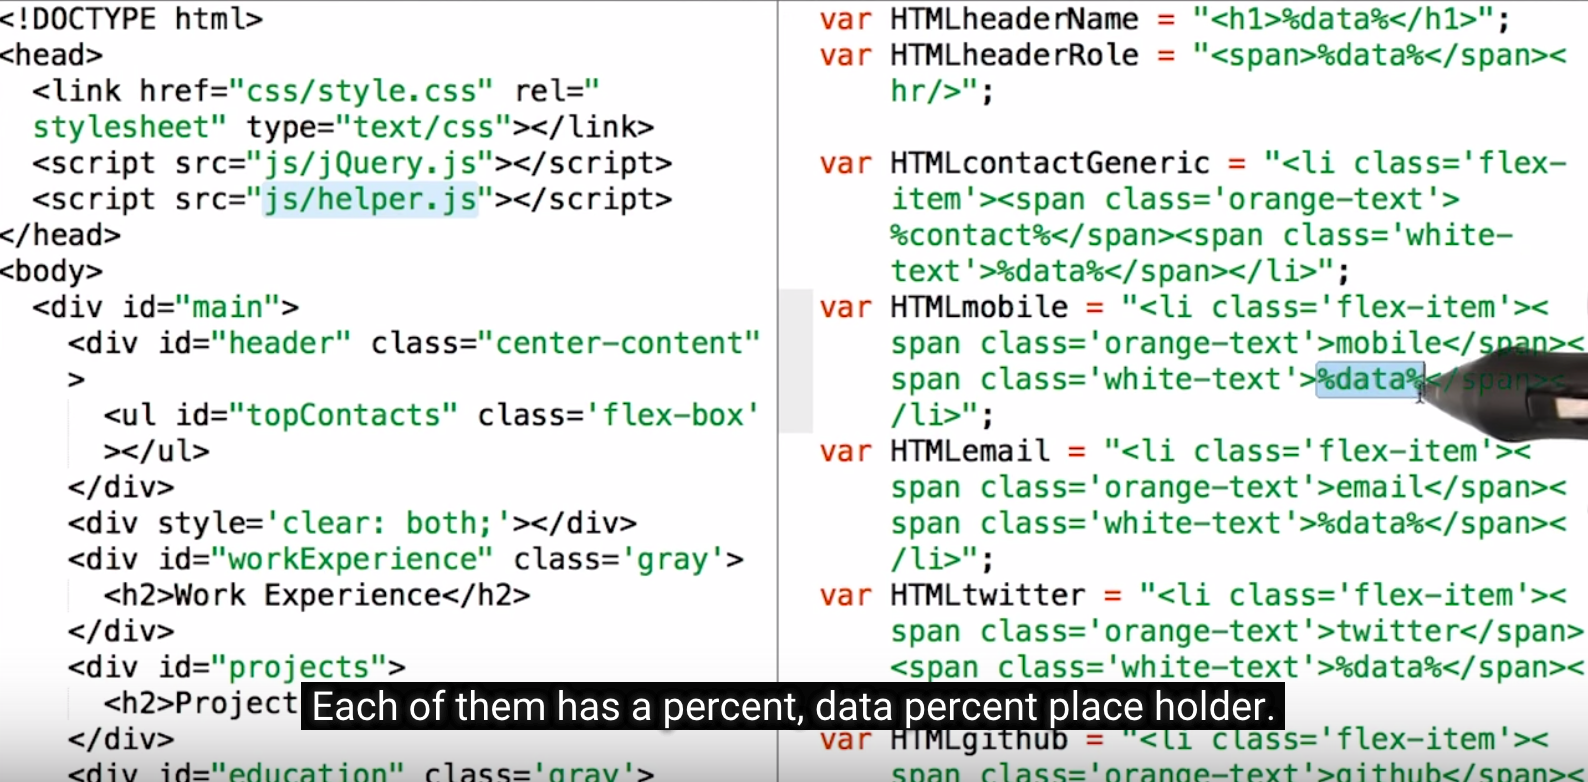 <!DOCTYPE html>
<head>
<link href="css/style.css" rel="
stylesheet" type="text/css"></link>
<script src="js/jQuery.js"></script>
<script src="js/helper.js"></script>
</head>
<body>
<div id="main">
<div id="header" class="center-content"
>
<ul id="topContacts" class='flex-box'
></ul>
</div>
<div style='clear: both;'></div>
<div id="workExperience" class='gray'>
<h2>Work Experience</h2>
</div>
<div id="projects">
<h2>Project
</div>
<div id="education" class='gray'>
var HTMLheaderName = "<h1>%data%</h1>";
var HTMLheaderRole = "<span>%data%</span><
hr/>";
var HTMLcontactGeneric = "<li class='flex-
item'><span class='orange-text'>
%contact%</span><span class='white-
text'>%data%</span></li>";
var HTMLmobile = "<li class='flex-item'><
span class='orange-text'>mobile</span><
span class='white-text'>%data%</span><
/li>";
var HTMLemail = "<li class='flex-item'><
span class='orange-text'>email</span><
span class='white-text'>%data%</span><
/li>";
var HTMLtwitter = "<li class='flex-item'><
span class='orange-text'>twitter</span>
<span class='white-text'>%data%</span><
var HTMLgithub = "<li class='flex-item'><
span class='orange-text'>github</span><
Each of them has a percent, data percent place holder.